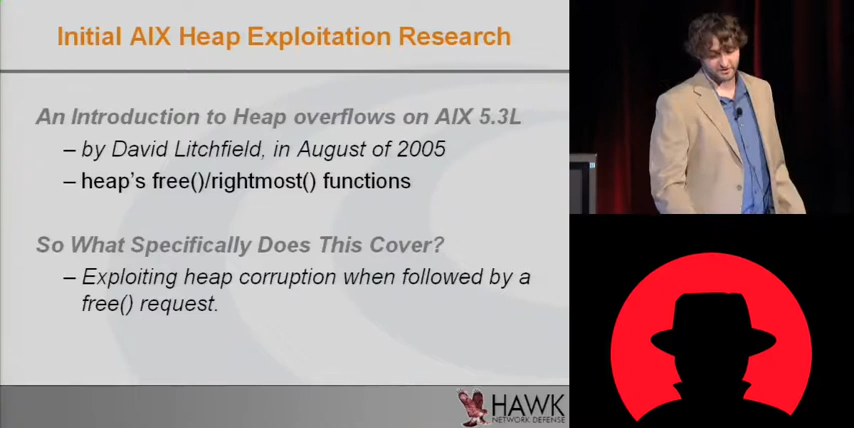 Initial AIX Heap Exploitation Research
An Introduction to Heap overflows on AIX 5.3L
– by David Litchfield, in August of 2005
– heap's free()/rightmost() functions
So What Specifically Does This Cover?
– Exploiting heap corruption when followed by a
free() request.
HAWK
NETWORK DEFENSE